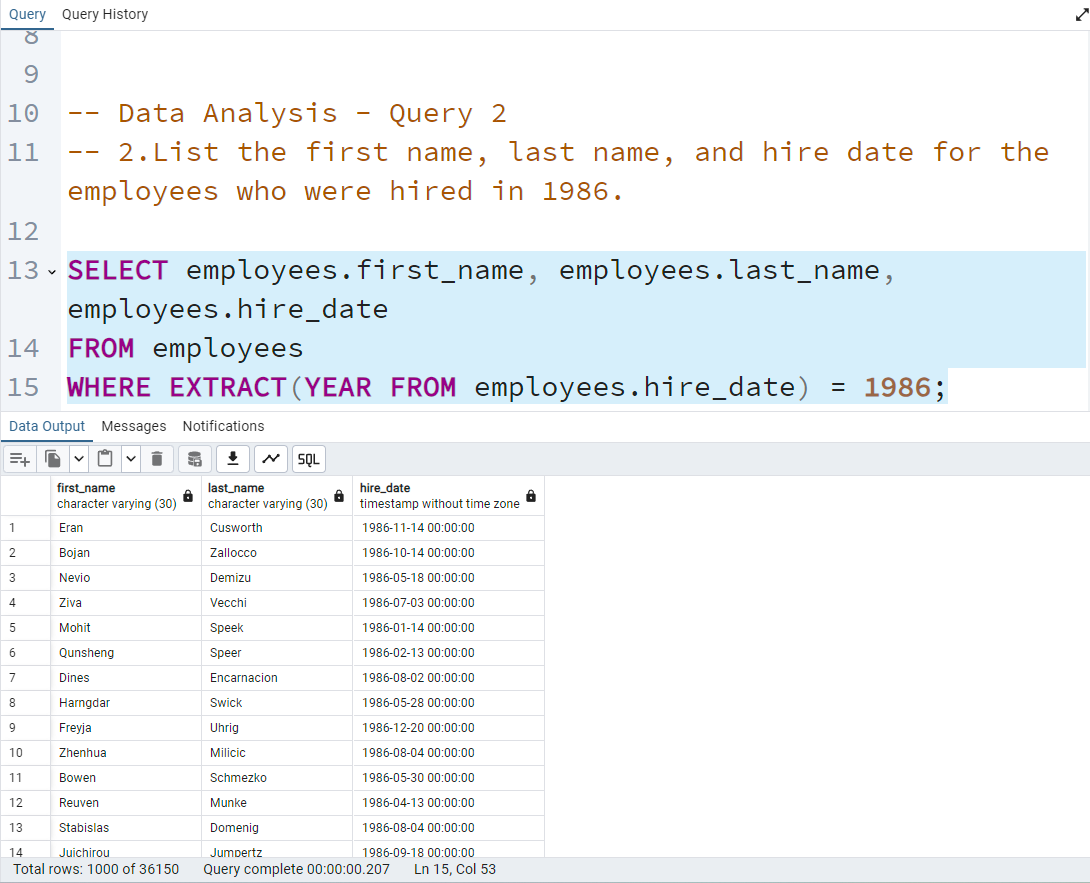 Query Query History
8
9
10 -- Data Analysis - Query 2
11 -- 2.List the first name, last name, and hire date for the
employees who were hired in 1986.
12
13 SELECT employees.first_name, employees.last_name,
employees.hire_date
14 FROM employees
15 WHERE EXTRACT(YEAR FROM employees.hire_date) = 1986;
Data Output Messages Notifications
SQL
first_name last_name hire_date
character varying (30) character varying (30) timestamp without time zone
1 Eran Cusworth 1986-11-14 00:00:00
2 Bojan Zallocco 1986-10-14 00:00:00
3 Nevio Demizu 1986-05-18 00:00:00
4 Ziva Vecchi 1986-07-03 00:00:00
5 Mohit Speek 1986-01-14 00:00:00
6 Qunsheng Speer 1986-02-13 00:00:00
7 Dines Encarnacion 1986-08-02 00:00:00
8 Harngdar Swick 1986-05-28 00:00:00
9 Freyja Uhrig 1986-12-20 00:00:00
10 Zhenhua Milicic 1986-08-04 00:00:00
11 Bowen Schmezko 1986-05-30 00:00:00
12 Reuven Munke 1986-04-13 00:00:00
13 Stabislas Domenig 1986-08-04 00:00:00
14 Juichirou Jumpertz 1986-09-18 00:00:00
Total rows: 1000 of 36150 Query complete 00:00:00.207 Ln 15, Col 53